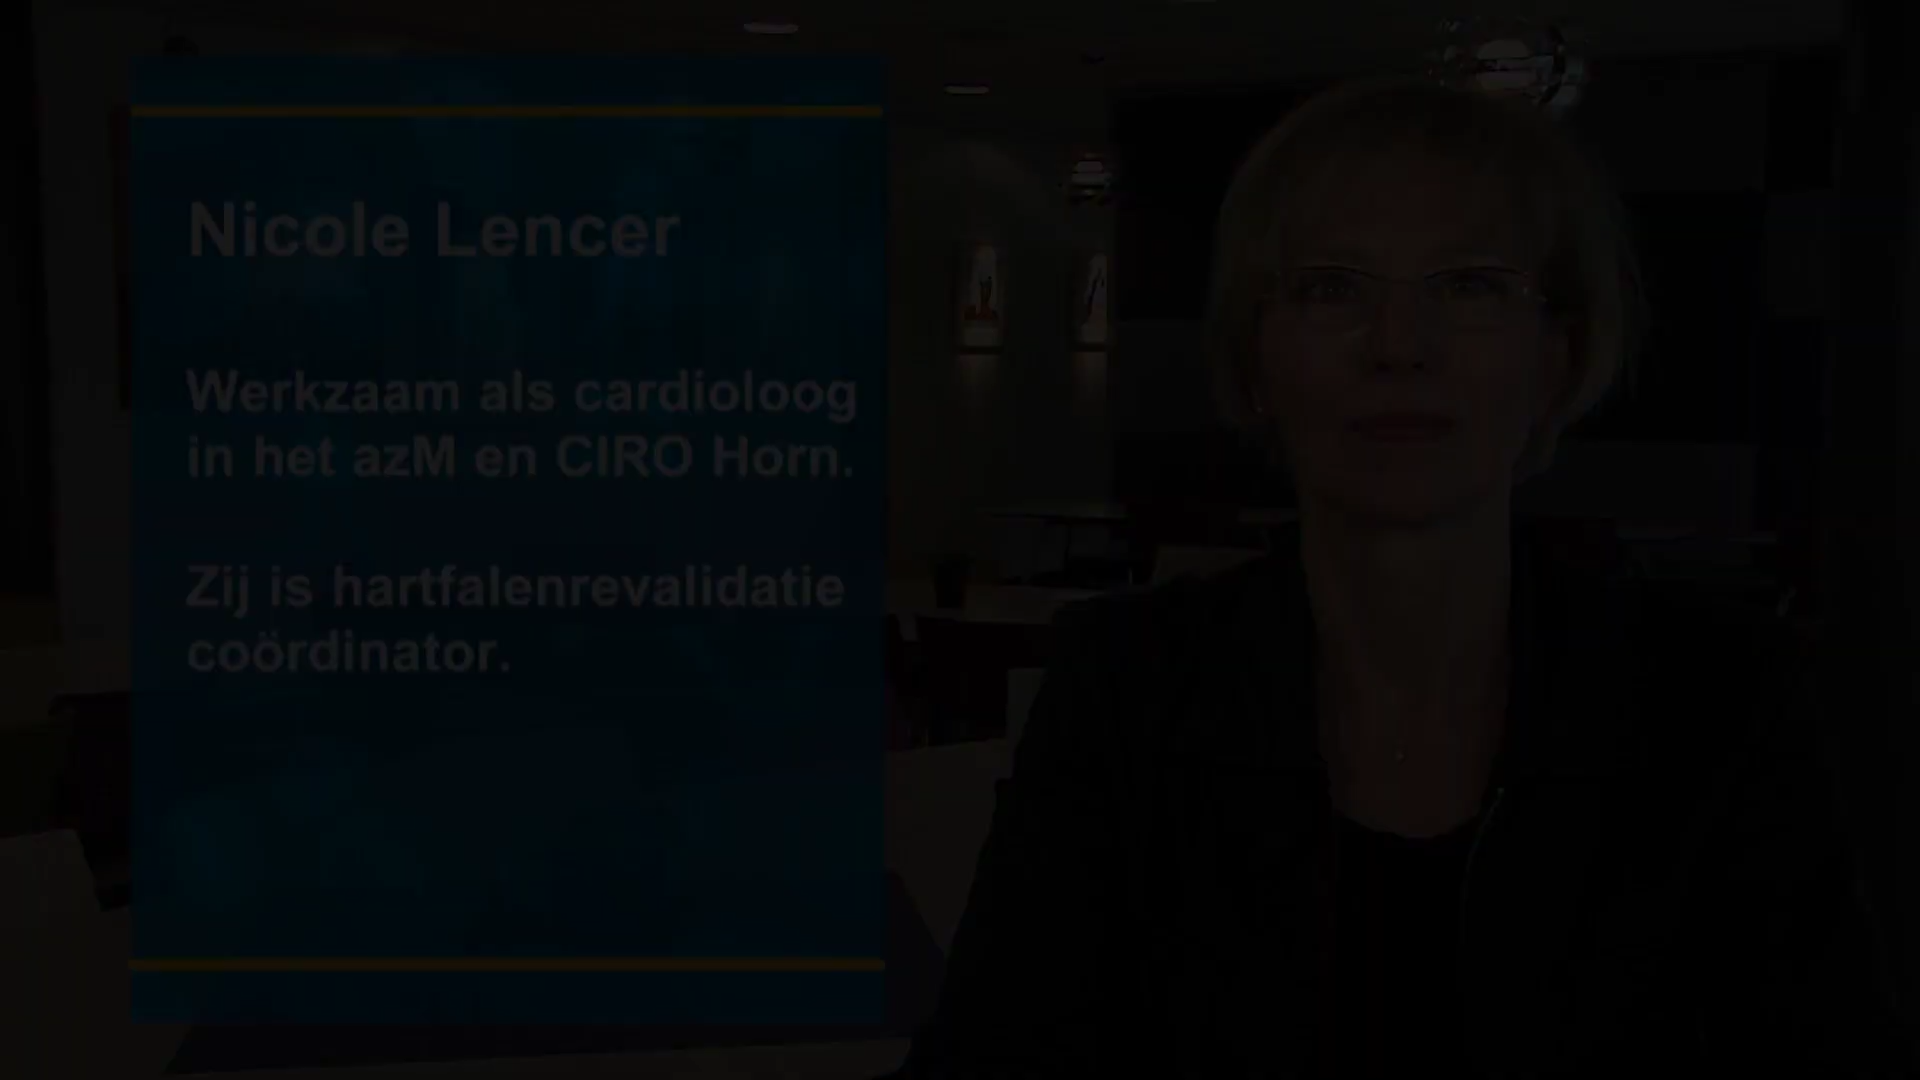 Nicole Lencer
Werkzaam als cardioloog
in het azM en CIRO Horn.
Zij is hartfalenrevalidatie
coördinator.